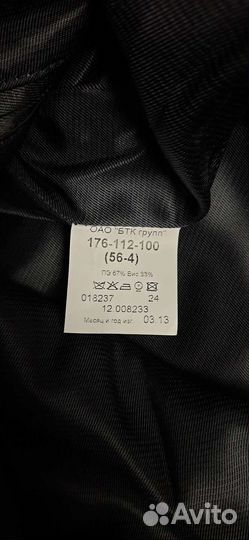 ОАО "БТК групп"
176-112-100
(56-4)
ПЭ 67% Вис 33%
018237 24
12.008233
Месяц и год изг. 03.13
Avito